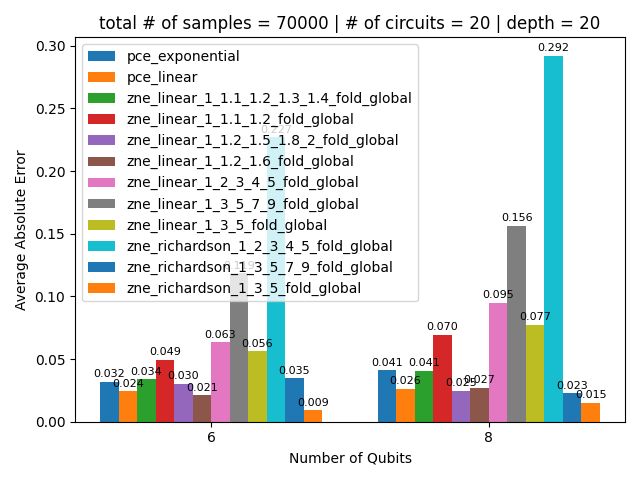 total # of samples = 70000 | # of circuits = 20 | depth = 20
Average Absolute Error
0.30
0.25
0.20
0.15
0.10
0.05
0.00
pce_exponential
pce_linear
zne_linear_1_1.1_1.2_1.3_1.4_fold_global
zne_linear_1_1.1_1.2_fold_global
zne_linear_1_1.2_1.5_1.8_2_fold_global
zne_linear_1_1.2_1.6_fold_global
zne_linear_1_2_3_4_5_fold_global
zne_linear_1_3_5_7_9_fold_global
zne_linear_1_3_5_fold_global
zne_richardson_1_2_3_4_5_fold_global
zne_richardson_1_3_5_7_9_fold_global
zne_richardson_1_3_5_fold_global
0.032
0.024
0.034
0.049
0.030
0.021
0.063
0.056
0.227
0.035
0.009
0.041
0.026
0.041
0.070
0.025
0.027
0.095
0.156
0.077
0.292
0.023
0.015
6
8
Number of Qubits